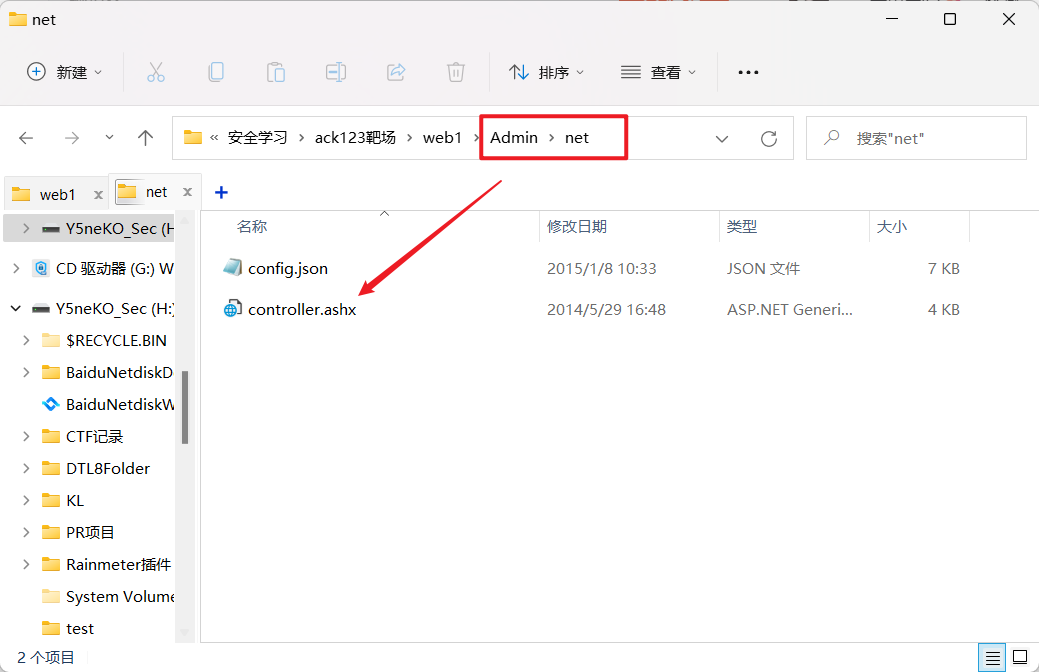 net
新建
排序
查看
« 安全学习 › ack123靶场 › web1 › Admin › net
搜索"net"
web1
net
名称
修改日期
类型
大小
Y5neKO_Sec (H
CD 驱动器 (G:) W
Y5neKO_Sec (H:)
$RECYCLE.BIN
BaiduNetdiskD
BaiduNetdiskW
CTF记录
DTL8Folder
KL
PR项目
Rainmeter插件
System Volume
test
config.json 2015/1/8 10:33 JSON 文件 7 KB
controller.ashx 2014/5/29 16:48 ASP.NET Generi... 4 KB
2 个项目